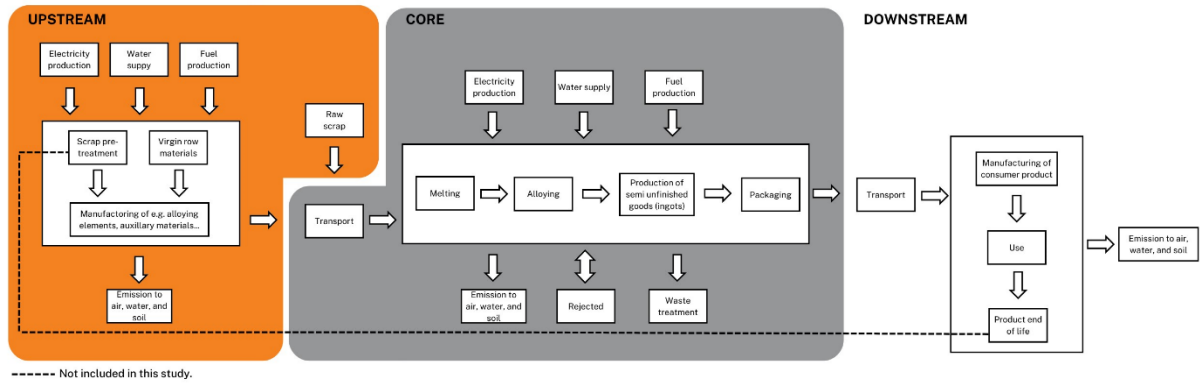 UPSTREAM
Electricity
production
Water
suppy
Fuel
production
Scrap pre-
treatment
Virgin row
materials
Manufactoring of e.g. alloying
elements, auxillary materials...
Emission to
air, water, and
soil
Raw
scrap
CORE
Transport
Electricity
production
Water supply
Fuel
production
Melting
Alloying
Production of
semi unfinished
goods (ingots)
Packaging
Emission to
air, water, and
soil
Rejected
Waste
treatment
DOWNSTREAM
Transport
Manufacturing of
consumer product
Use
Product end
of life
Emission to air,
water, and soil
Not included in this study.